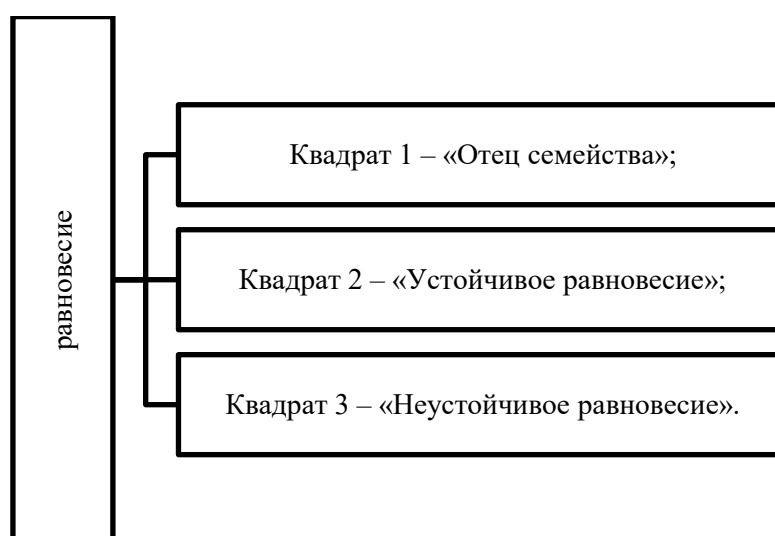 равновесие
Квадрат 1 – «Отец семейства»;
Квадрат 2 – «Устойчивое равновесие»;
Квадрат 3 – «Неустойчивое равновесие».